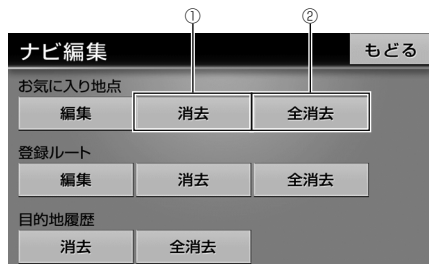 ① ②
ナビ編集 もどる
お気に入り地点
編集 消去 全消去
登録ルート
編集 消去 全消去
目的地履歴
消去 全消去